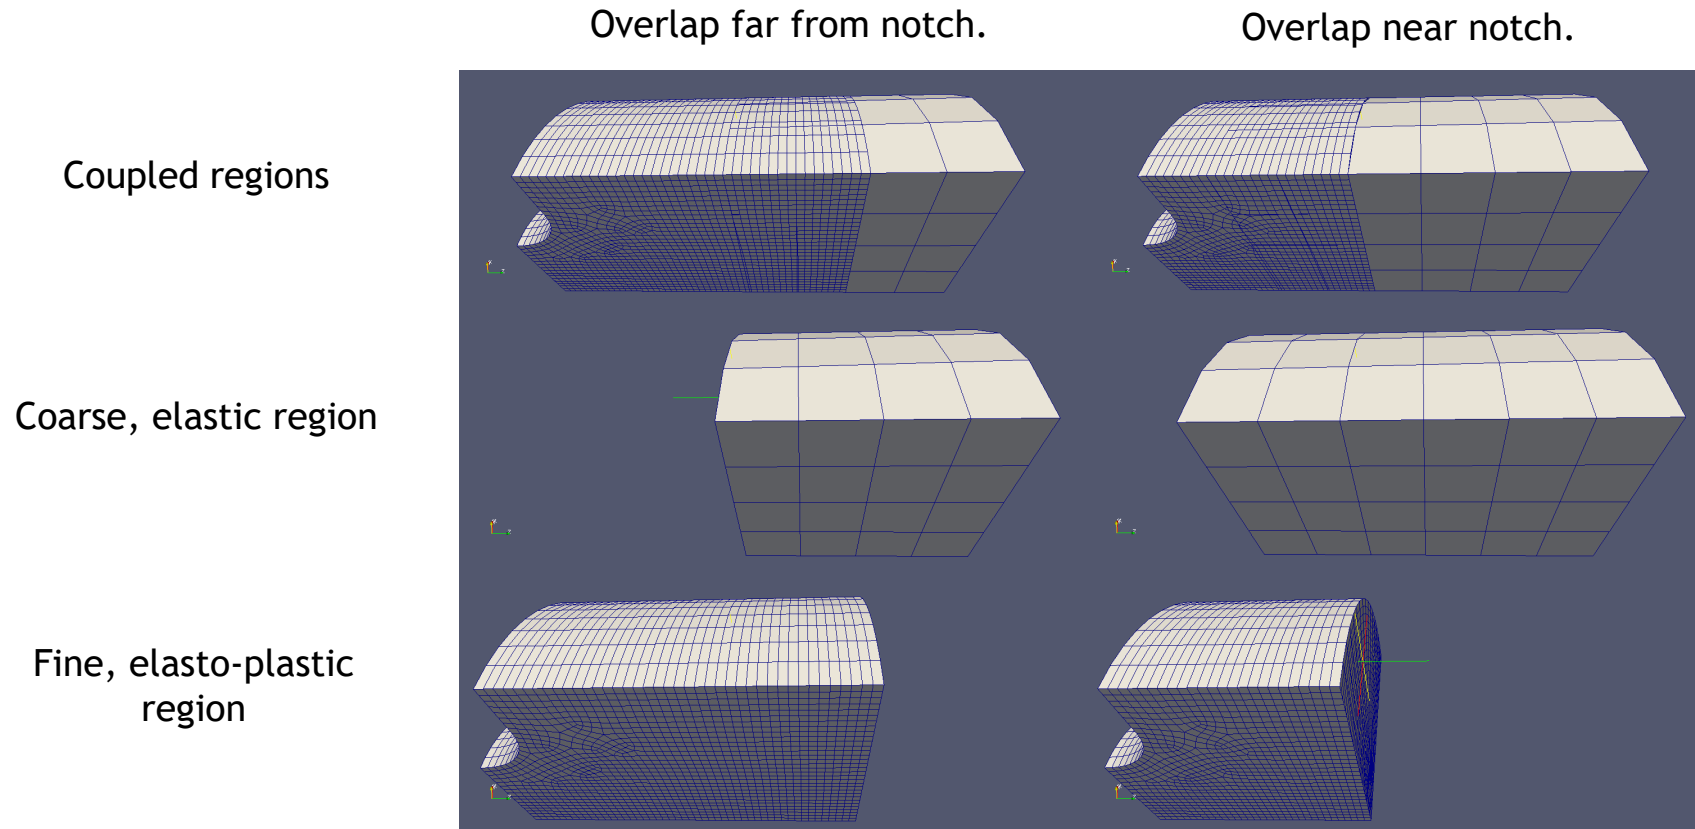 Overlap far from notch.
Overlap near notch.
Coupled regions
Coarse, elastic region
Fine, elasto-plastic
region